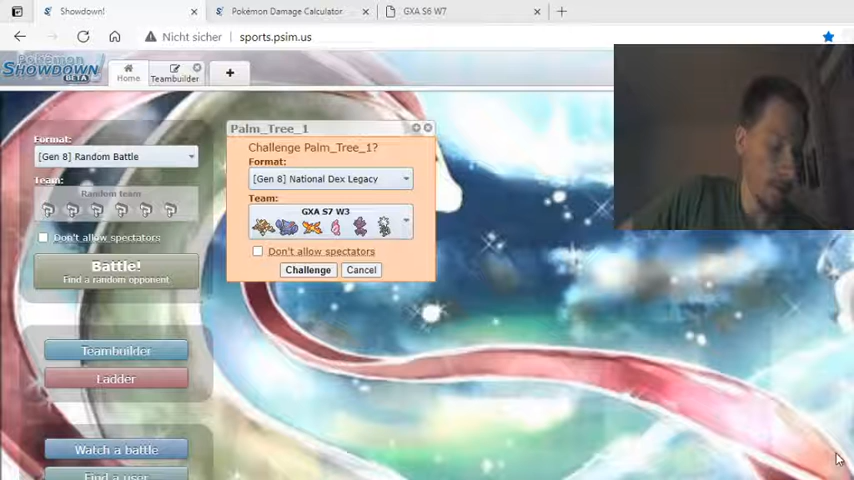 Showdown!
Pokémon Damage Calculator
GXA S6 W7
Nicht sicher
sports.psim.us
Pokémon
Showdown
BETA
Home
Teambuilder
Format:
[Gen 8] Random Battle
Team:
Random team
Don't allow spectators
Battle!
Find a random opponent
Teambuilder
Ladder
Watch a battle
Find a user
Palm_Tree_1
Challenge Palm_Tree_1?
Format:
[Gen 8] National Dex Legacy
Team:
GXA S7 W3
Don't allow spectators
Challenge
Cancel